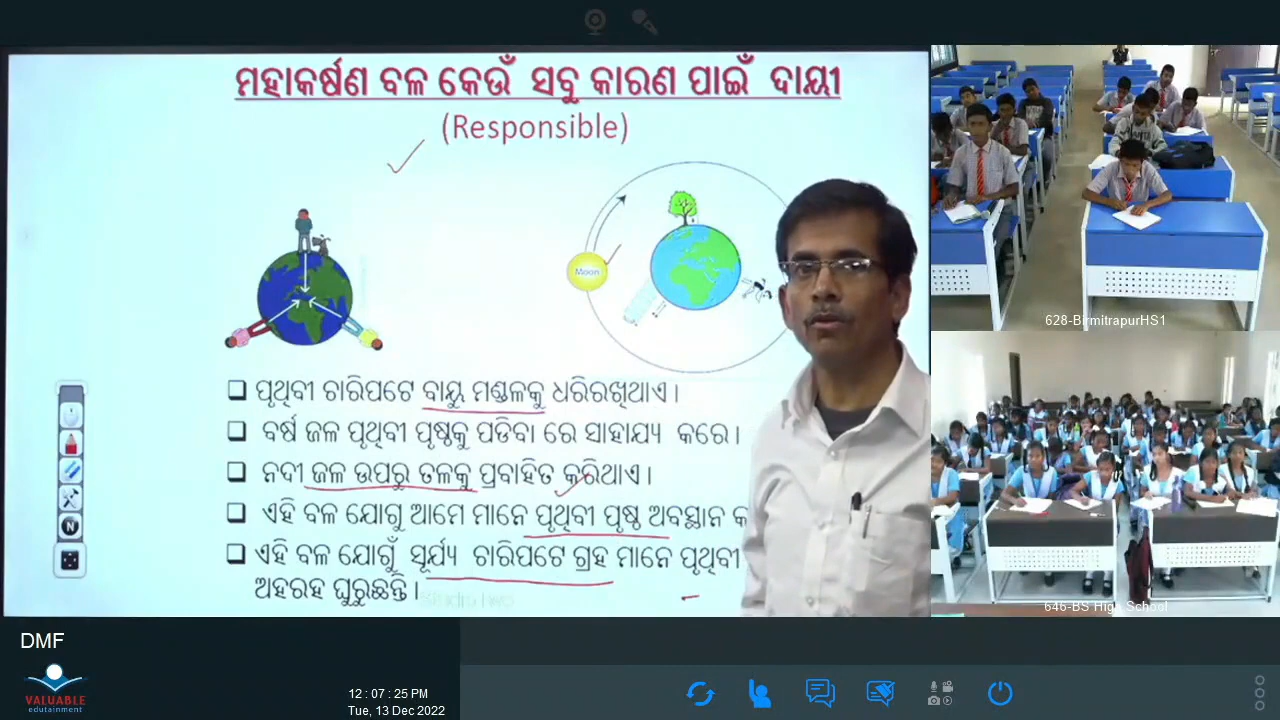 ମହାକର୍ଷଣ ବଳ କେଉଁ ସବୁ କାରଣ ପାଇଁ ଦାୟୀ
(Responsible)
Moon
❑ ପୃଥିବୀ ଚାରିପଟେ ବାୟୁ ମଣ୍ଡଳକୁ ଧରିରଖିଥାଏ।
❑ ବର୍ଷ ଜଳ ପୃଥିବୀ ପୃଷ୍ଠକୁ ପଡିବା ରେ ସାହାଯ୍ୟ କରେ।
❑ ନଦୀ ଜଳ ଉପରୁ ତଳକୁ ପ୍ରବାହିତ କରିଥାଏ।
❑ ଏହି ବଳ ଯୋଗୁ ଆମେ ମାନେ ପୃଥିବୀ ପୃଷ୍ଠ ଅବସ୍ଥାନ କ
❑ ଏହି ବଳ ଯୋଗୁଁ ସୂର୍ଯ୍ୟ ଚାରିପଟେ ଗ୍ରହ ମାନେ ପୃଥିବୀ
ଅହରହ ଘୁରୁଛନ୍ତି।
N
628-BirmitrapurHS1
646-BS High School
DMF
VALUABLE
edutainment
12 : 07 : 25 PM
Tue, 13 Dec 2022